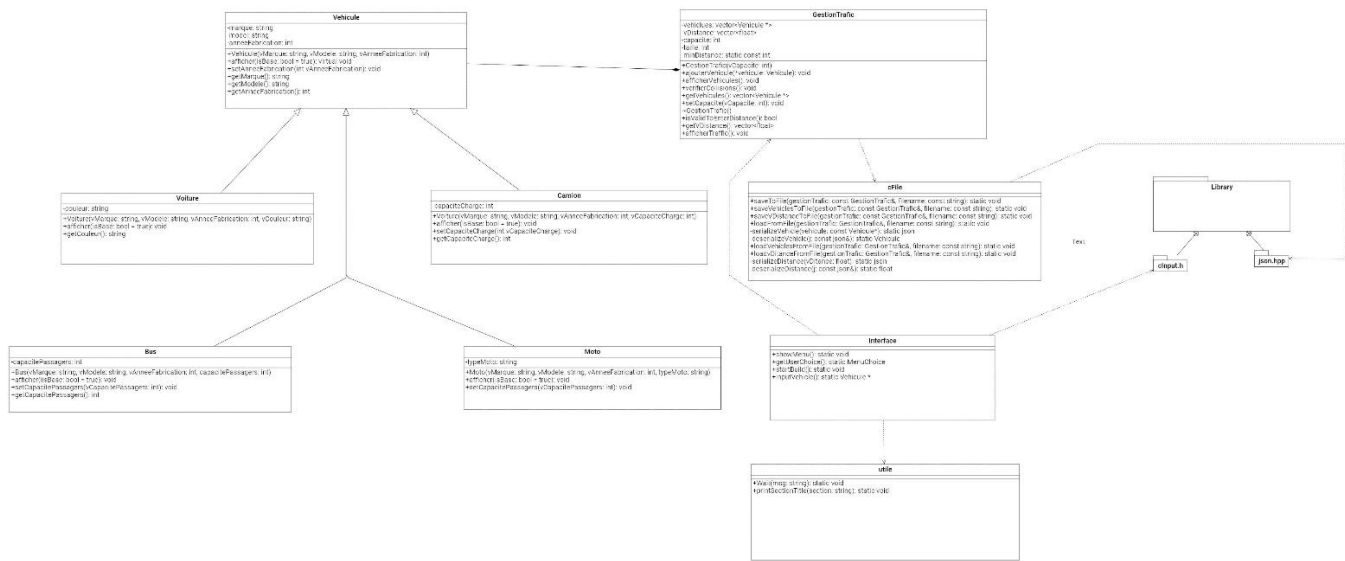 Vehicule
-marque: string
-model: string
-anneeFabrication: int
+Vehicule(vMarque: string, vModele: string, vAnneeFabrication: int)
+afficher(isBase: bool = true): virtual void
+setAnneeFabrication(int vAnneeFabrication): void
+getMarque(): string
+getModele(): string
+getAnneeFabrication(): int
GestionTrafic
-vehiclues: vector<Vehicule *>
-vDistance: vector<float>
-capacite: int
-taille: int
-minDistance: static const int
+GestionTrafic(vCapacite: int)
+ajouterVehicule(*vehicule: Vehicule): void
+afficherVehicules(): void
+verifierCollisions(): void
+getVehicules(): vector<Vehicule *>
+setCapacite(vCapacite: int): void
~GestionTrafic()
+isValidToEnterDistance(): bool
+getVDistance(): vector<float>
+afficherTraffic(): void
Voiture
-couleur: string
+Voiture(vMarque: string, vModele: string, vAnneeFabrication: int, vCouleur: string)
+afficher(isBase: bool = true): void
+getCouleur(): string
Camion
-capaciteCharge: int
+Voiture(vMarque: string, vModele: string, vAnneeFabrication: int, vCapaciteCharge: int)
+afficher(isBase: bool = true): void
+setCapaciteCharge(int vCapaciteCharge): void
+getCapaciteCharge(): int
cFile
+saveToFile(gestionTrafic: const GestionTrafic&, filename: const string): static void
+saveVehiclesToFile(gestionTrafic: const GestionTrafic&, filename: const string): static void
+saveVDistanceToFile(gestionTrafic: const GestionTrafic&, filename: const string): static void
+loadFromFile(gestionTrafic: GestionTrafic&, filename: const string): static void
-serializeVehicle(vehicule: const Vehicule*): static json
-deserializeVehicle(j: const json&): static Vehicule
+loadVehiclesFromFile(gestionTrafic: GestionTrafic&, filename: const string): static void
+loadvDitanceFromFile(gestionTrafic: GestionTrafic&, filename: const string): static void
-serializeDistance(vDitence: float): static json
-deserializeDistance(j: const json&): static float
Library
Text
cInput.h
json.hpp
Interface
+showMenu(): static void
+getUserChoice(): static MenuChoice
+startBuild(): static void
+inputVehicle(): static Vehicule *
Bus
-capacitePassagers: int
+Bus(vMarque: string, vModele: string, vAnneeFabrication: int, capacitePassagers: int)
+afficher(isBase: bool = true): void
+setCapacitePassagers(vCapacitePassagers: int): void
+getCapacitePassagers(): int
Moto
-typeMoto: string
+Moto(vMarque: string, vModele: string, vAnneeFabrication: int, typeMoto: string)
+afficher(isBase: bool = true): void
+setCapacitePassagers(vCapacitePassagers: int): void
utile
+Wait(msg: string): static void
+printSectionTitle(section: string): static void